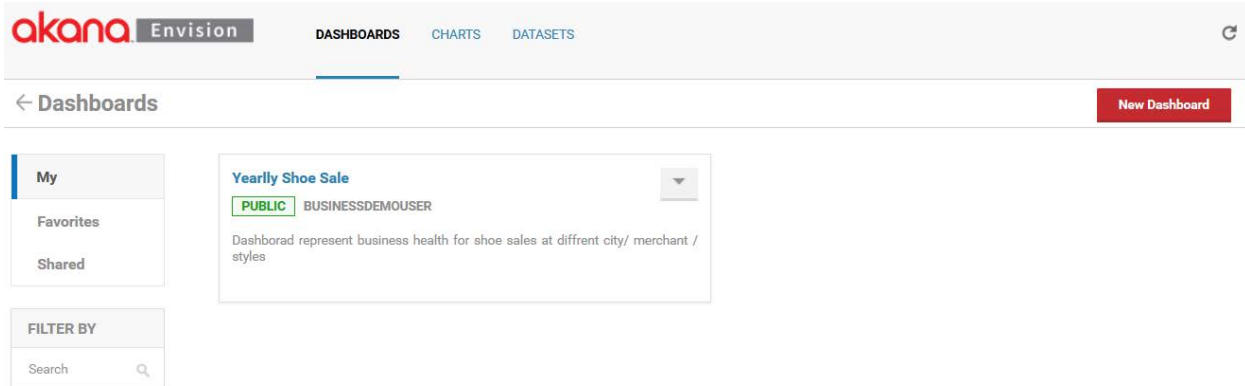 akana Envision
DASHBOARDS CHARTS DATASETS
Dashboards
New Dashboard
My
Favorites
Shared
Yearlly Shoe Sale
PUBLIC BUSINESSDEMOUSER
Dashborad represent business health for shoe sales at diffrent city/ merchant /
styles
FILTER BY
Search